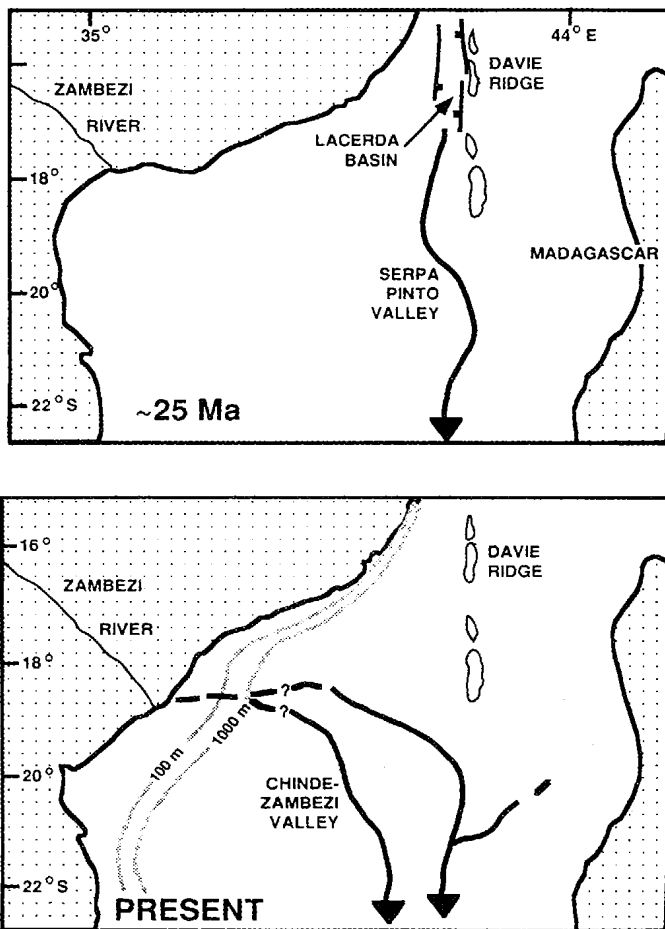 35°
44° E
ZAMBEZI
RIVER
DAVIE
RIDGE
LACERDA
BASIN
18°
MADAGASCAR
SERPA
PINTO
VALLEY
20°
22° S
~25 Ma
16°
DAVIE
RIDGE
ZAMBEZI
RIVER
18°
?
?
100 m
1000 m
20°
CHINDE-
ZAMBEZI
VALLEY
22° S
PRESENT